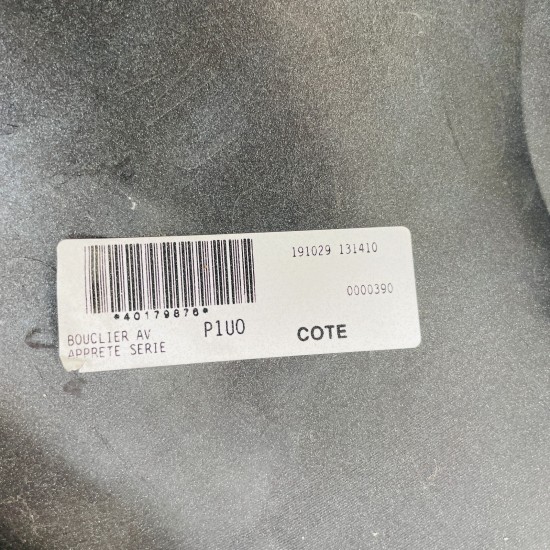 191029 131410
*40179876*
0000390
BOUCLIER AV
APPRETE SERIE
P1U0
COTE